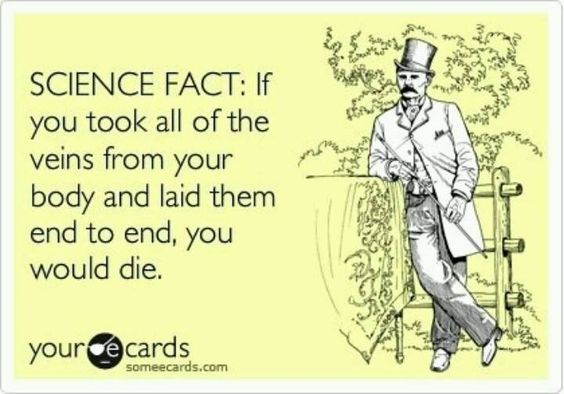 SCIENCE FACT: If
you took all of the
veins from your
body and laid them
end to end, you
would die.
your e cards
someecards.com